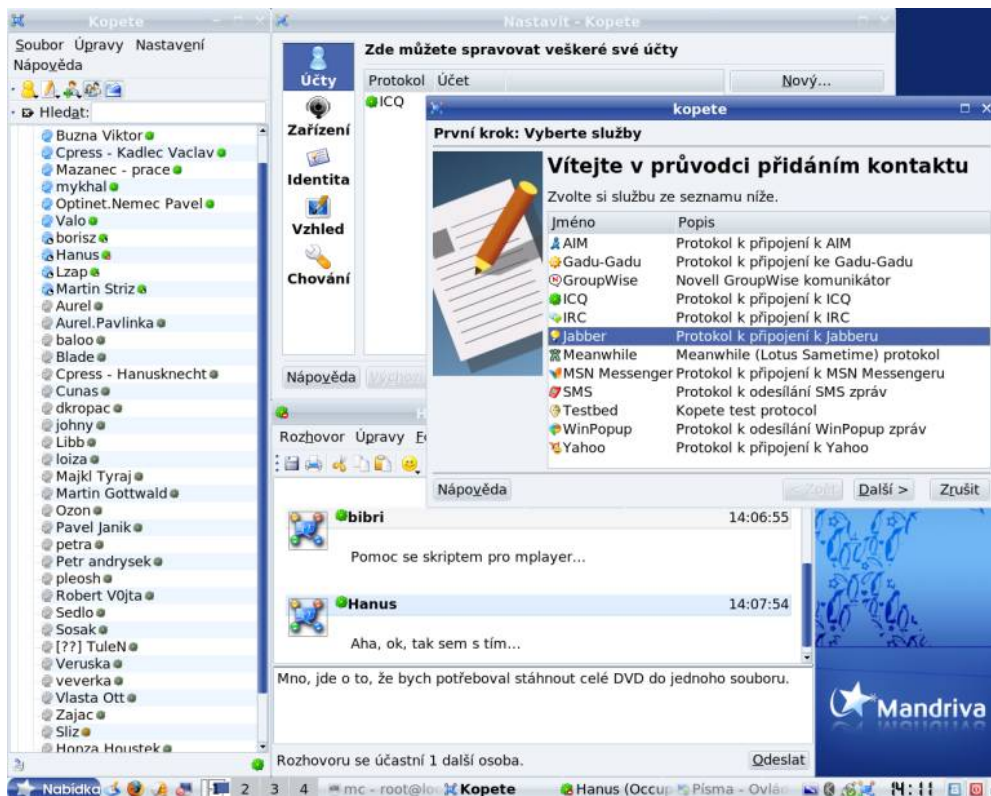 Kopete
Soubor Úpravy Nastavení
Nápověda
Hledat:
Buzna Viktor
Cpress - Kadlec Vaclav
Mazanec - prace
mykhal
Optinet.Nemec Pavel
Valo
borisz
Hanus
Lzap
Martin Striz
Aurel
Aurel.Pavlinka
baloo
Blade
Cpress - Hanusknecht
Cunas
dkropac
johny
Libb
loiza
Majkl Tyraj
Martin Gottwald
Ozon
Pavel Janik
petra
Petr andrysek
pleosh
Robert V0jta
Sedlo
Sosak
[??] TuleN
Veruska
veverka
Vlasta Ott
Zajac
Sliz
Honza Houstek
Nastavit - Kopete
Účty
Zařízení
Identita
Vzhled
Chování
Zde můžete spravovat veškeré své účty
Protokol Účet
Nový...
ICQ
Nápověda
kopete
První krok: Vyberte služby
Vítejte v průvodci přidáním kontaktu
Zvolte si službu ze seznamu níže.
Jméno Popis
AIM Protokol k připojení k AIM
Gadu-Gadu Protokol k připojení ke Gadu-Gadu
GroupWise Novell GroupWise komunikátor
ICQ Protokol k připojení k ICQ
IRC Protokol k připojení k IRC
Jabber Protokol k připojení k Jabberu
Meanwhile Meanwhile (Lotus Sametime) protokol
MSN Messenger Protokol k připojení k MSN Messengeru
SMS Protokol k odesílání SMS zpráv
Testbed Kopete test protocol
WinPopup Protokol k odesílání WinPopup zpráv
Yahoo Protokol k připojení k Yahoo
Nápověda < Zpět Další > Zrušit
Rozhovor Úpravy
bibri 14:06:55
Pomoc se skriptem pro mplayer...
Hanus 14:07:54
Aha, ok, tak sem s tím...
Mno, jde o to, že bych potřeboval stáhnout celé DVD do jednoho souboru.
Rozhovoru se účastní 1 další osoba. Odeslat
Mandriva
Nabídka 2 3 4 mc - root@lo Kopete Hanus (Occup Písma - Ovlád 14:11